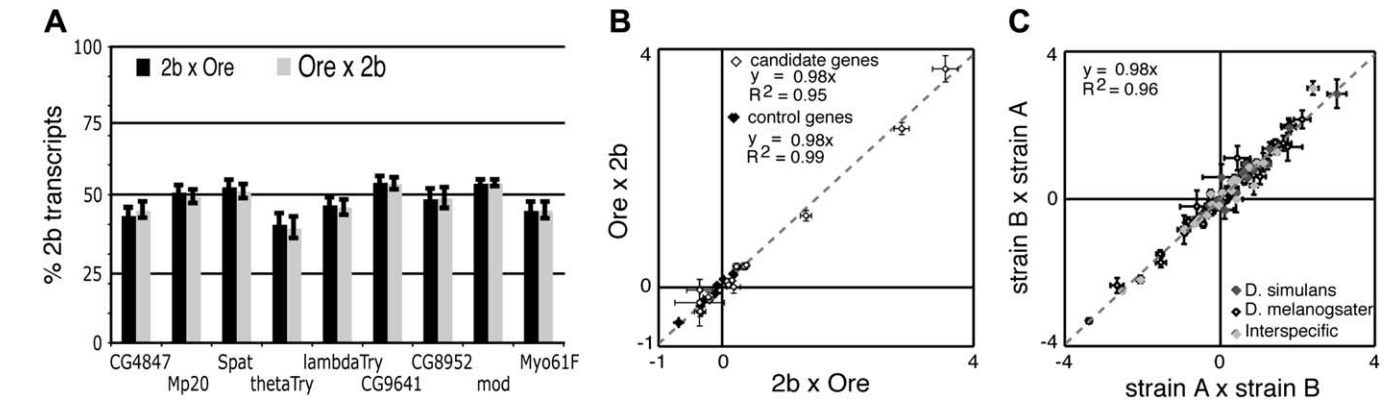 A
100
75
50
25
0
% 2b transcripts
2b x Ore
Ore x 2b
CG4847
Mp20
Spat
thetaTry
lambdaTry
CG9641
CG8952
mod
Myo61F
B
4
0
-1
Ore x 2b
candidate genes
y = 0.98x
R2 = 0.95
control genes
y = 0.98x
R2 = 0.99
-1
0
4
2b x Ore
C
4
0
-4
strain B x strain A
y = 0.98x
R2 = 0.96
D. simulans
D. melanogsater
Interspecific
-4
0
4
strain A x strain B